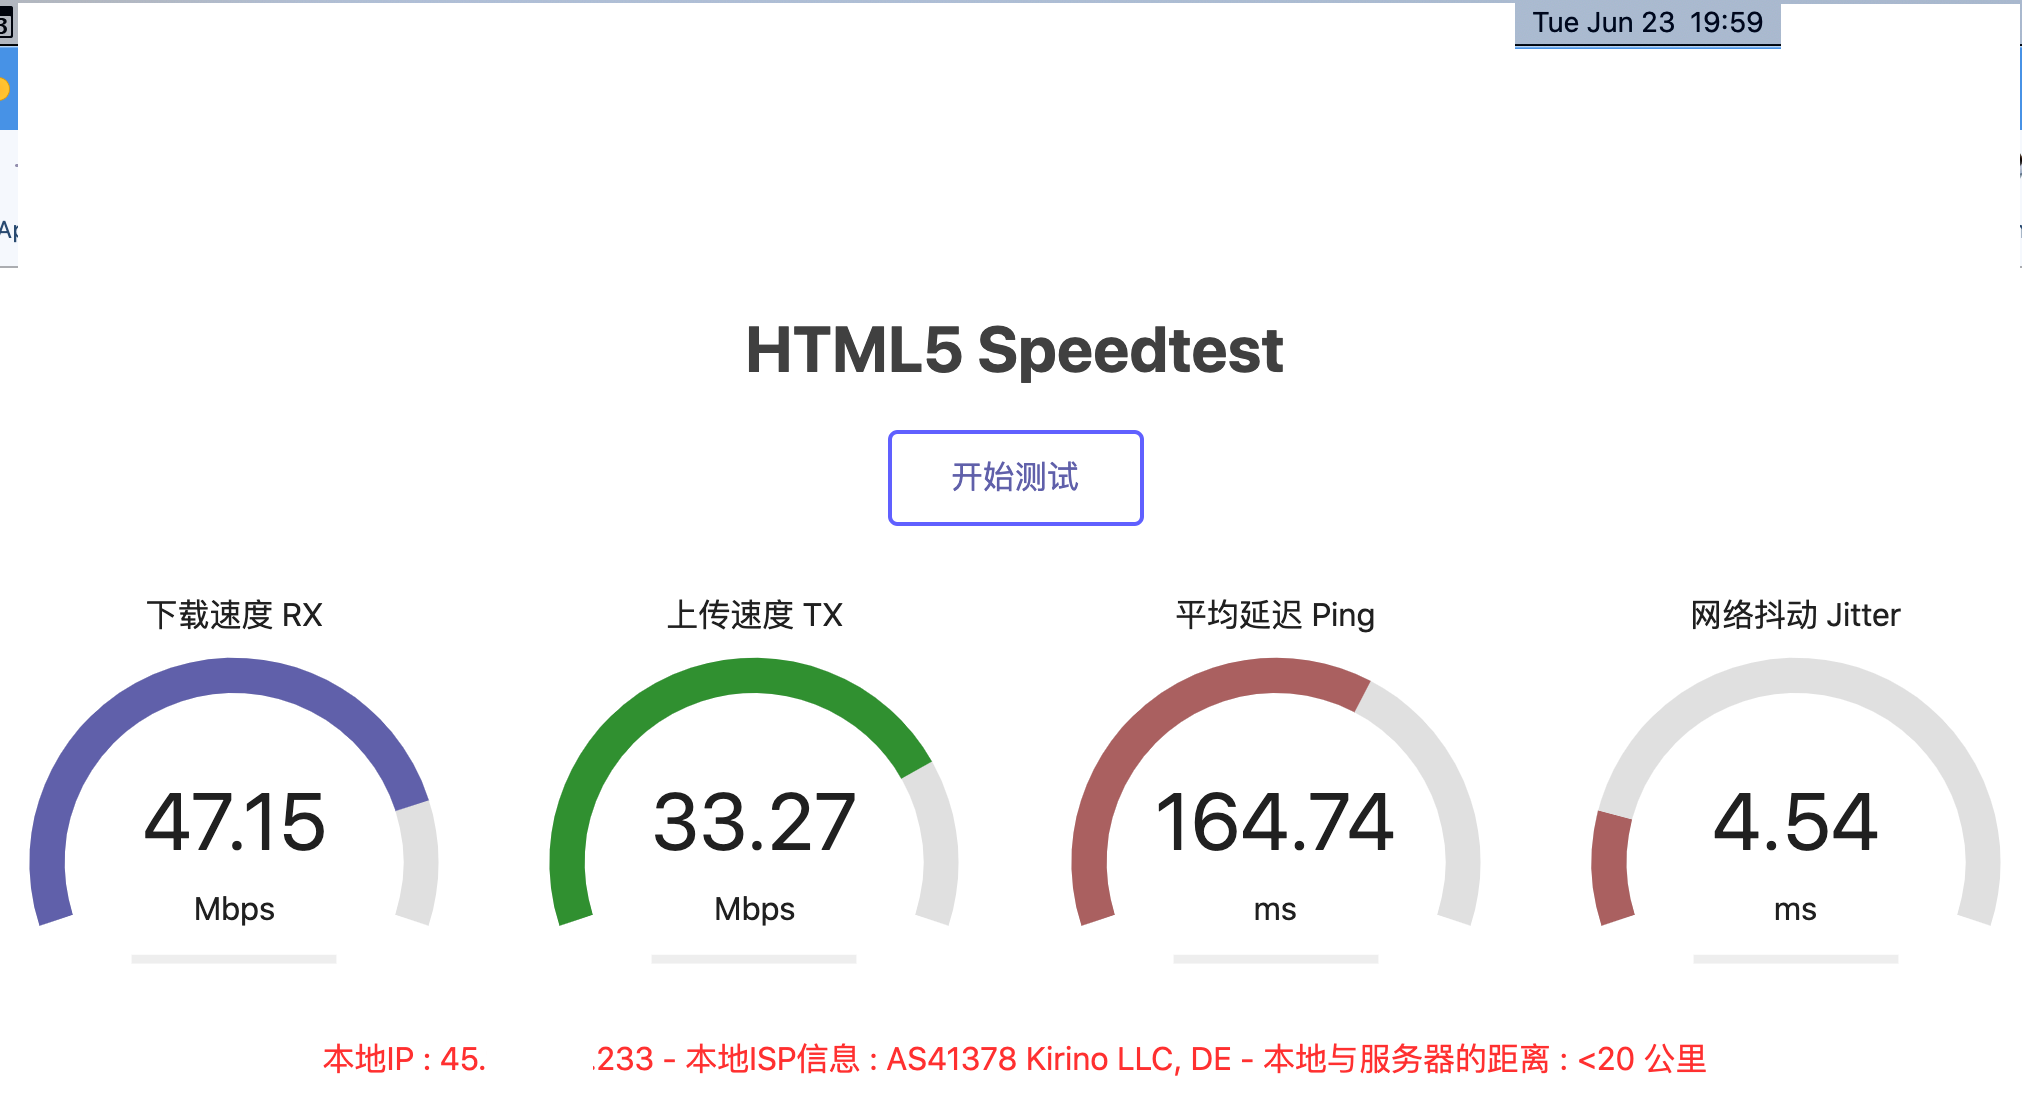 Tue Jun 23 19:59
HTML5 Speedtest
开始测试
下载速度 RX
上传速度 TX
平均延迟 Ping
网络抖动 Jitter
47.15
33.27
164.74
4.54
Mbps
Mbps
ms
ms
本地IP : 45. .233 - 本地ISP信息 : AS41378 Kirino LLC, DE - 本地与服务器的距离 : <20 公里